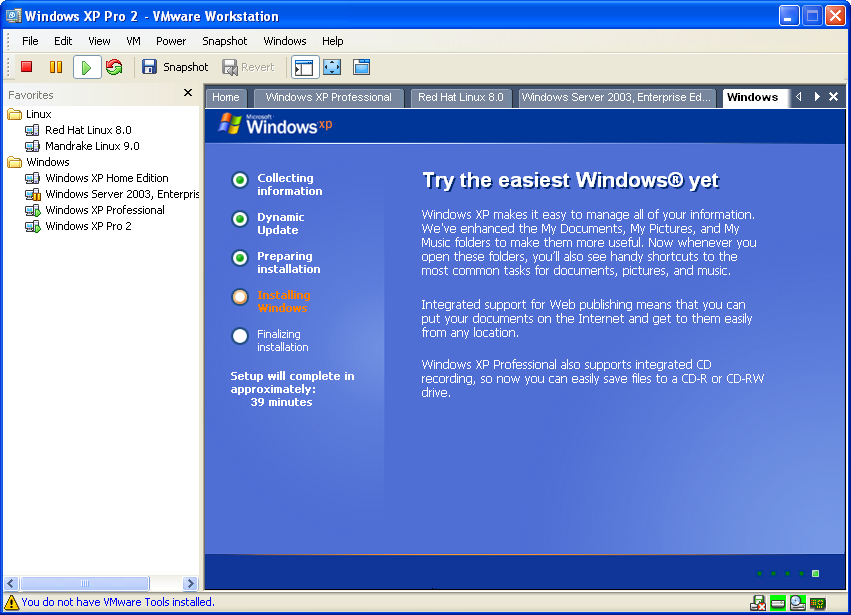 Windows XP Pro 2 - VMware Workstation
File Edit View VM Power Snapshot Windows Help
Snapshot Revert
Favorites
Linux
Red Hat Linux 8.0
Mandrake Linux 9.0
Windows
Windows XP Home Edition
Windows Server 2003, Enterpris
Windows XP Professional
Windows XP Pro 2
Home Windows XP Professional Red Hat Linux 8.0 Windows Server 2003, Enterprise Ed... Windows
Microsoft
Windows xp
Collecting
information
Dynamic
Update
Preparing
installation
Installing
Windows
Finalizing
installation
Setup will complete in
approximately:
39 minutes
Try the easiest Windows® yet
Windows XP makes it easy to manage all of your information.
We've enhanced the My Documents, My Pictures, and My
Music folders to make them more useful. Now whenever you
open these folders, you'll also see handy shortcuts to the
most common tasks for documents, pictures, and music.
Integrated support for Web publishing means that you can
put your documents on the Internet and get to them easily
from any location.
Windows XP Professional also supports integrated CD
recording, so now you can easily save files to a CD-R or CD-RW
drive.
You do not have VMware Tools installed.